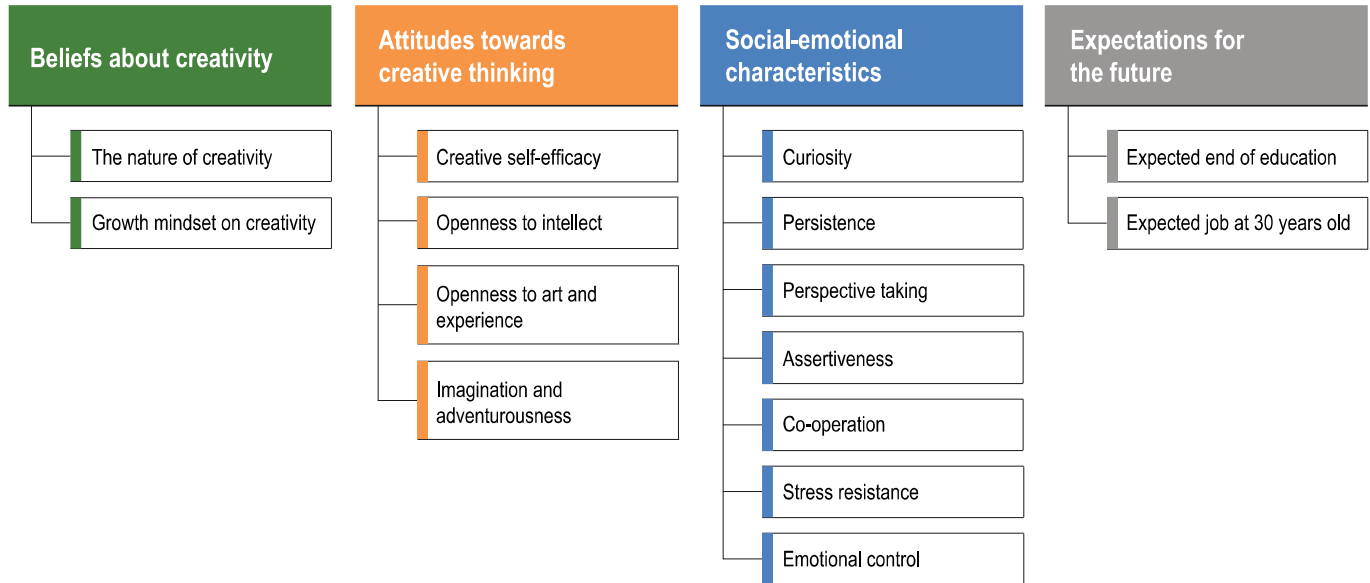 Beliefs about creativity
The nature of creativity
Growth mindset on creativity
Attitudes towards
creative thinking
Creative self-efficacy
Openness to intellect
Openness to art and
experience
Imagination and
adventurousness
Social-emotional
characteristics
Curiosity
Persistence
Perspective taking
Assertiveness
Co-operation
Stress resistance
Emotional control
Expectations for
the future
Expected end of education
Expected job at 30 years old